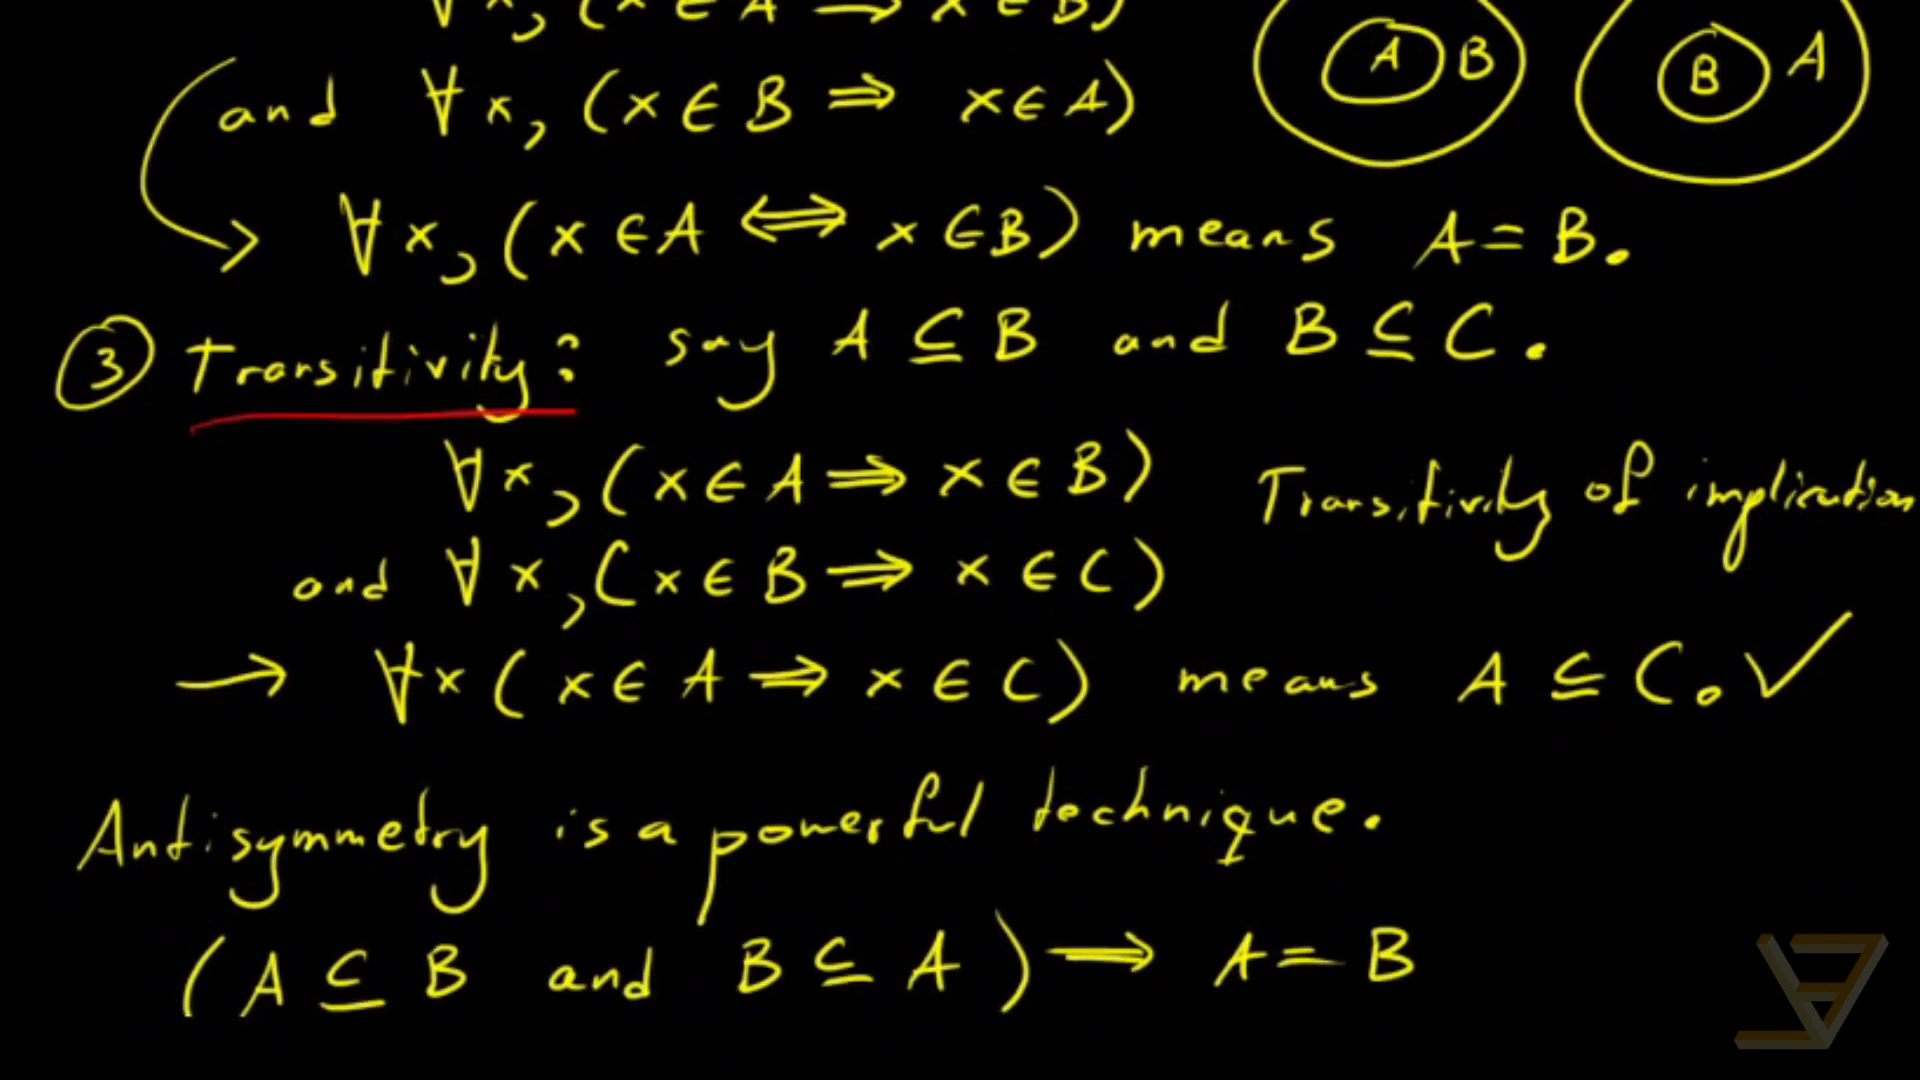 ∀x, (x ∈ A ⟹ x ∈ B)
A B
B A
and ∀x, (x ∈ B ⟹ x ∈ A)
∀x, (x ∈ A ⟺ x ∈ B) means A = B.
③ Transitivity: say A ⊆ B and B ⊆ C.
∀x, (x ∈ A ⟹ x ∈ B) Transitivity of implication
and ∀x, (x ∈ B ⟹ x ∈ C)
→ ∀x (x ∈ A ⟹ x ∈ C) means A ⊆ C. ✓
Antisymmetry is a powerful technique.
(A ⊆ B and B ⊆ A) ⟹ A = B